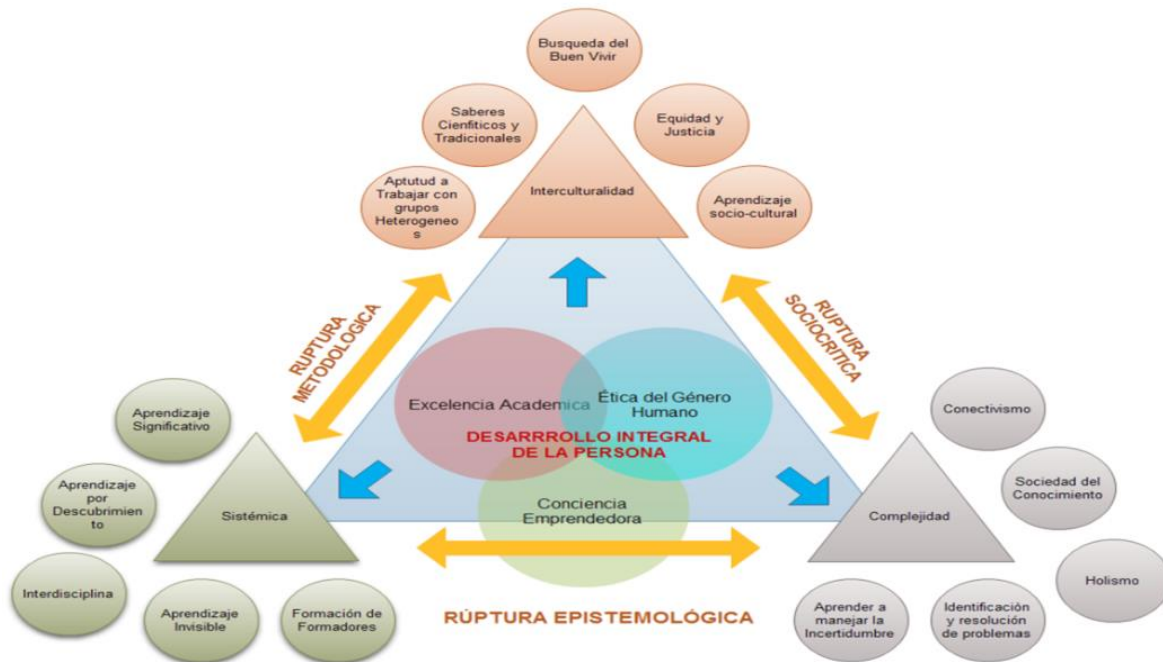 Busqueda del
Buen Vivir
Saberes
Cienfiticos y
Tradicionales
Equidad y
Justicia
Aptutud a
Trabajar con
grupos
Heterogeneo
s
Interculturalidad
Aprendizaje
socio-cultural
RUPTURA
METODOLOGICA
RUPTURA
SOCIOCRITICA
Excelencia Academica
Ética del Género
Humano
DESARRROLLO INTEGRAL
DE LA PERSONA
Conciencia
Emprendedora
Aprendizaje
Significativo
Aprendizaje
por
Descubrimie
nto
Sistémica
Interdisciplina
Aprendizaje
Invisible
Formación de
Formadores
Conectivismo
Sociedad del
Conocimiento
Complejidad
Holismo
Aprender a
manejar la
Incertidumbre
Identificación
y resolución
de problemas
RÚPTURA EPISTEMOLÓGICA